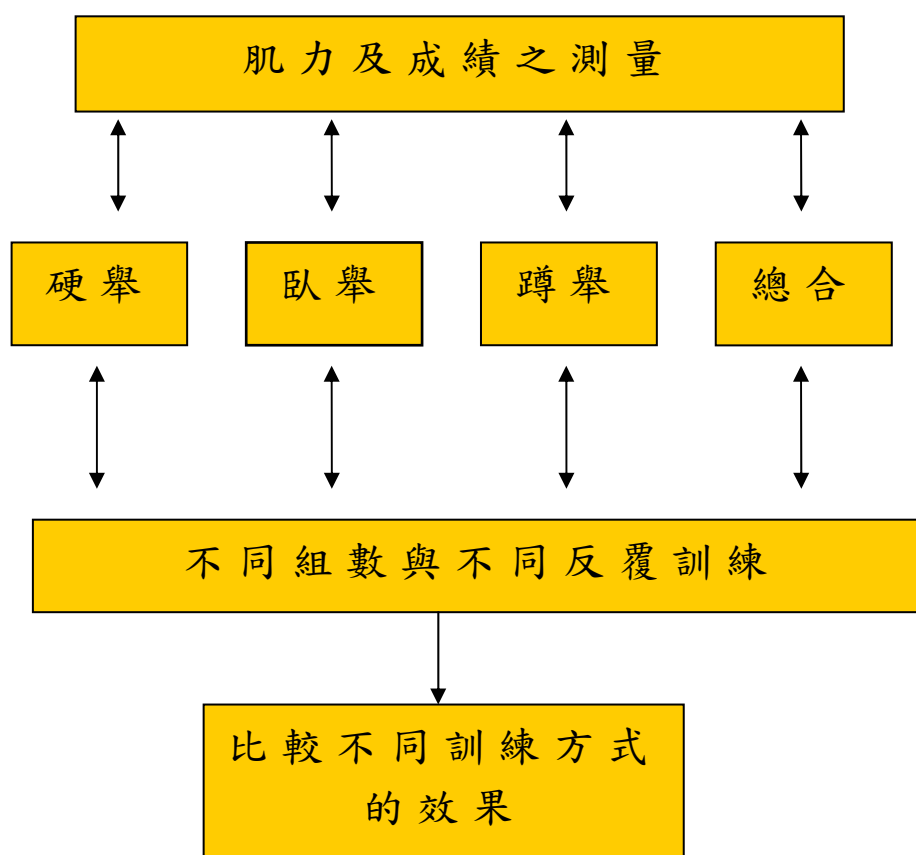 肌力及成績之測量
硬舉
臥舉
蹲舉
總合
不同組數與不同反覆訓練
比較不同訓練方式
的效果